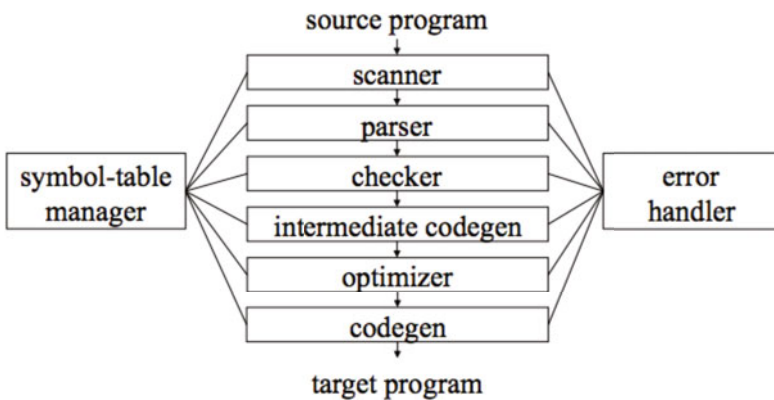 source program
scanner
parser
symbol-table
manager
checker
error
handler
intermediate codegen
optimizer
codegen
target program